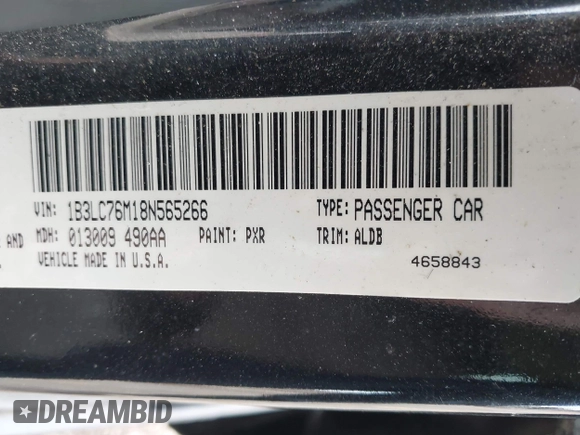 VIN: 1B3LC76M18N565266 TYPE: PASSENGER CAR
AND MDH: 013009 490AA PAINT: PXR TRIM: ALDB
VEHICLE MADE IN U.S.A. 4658843
DREAMBID